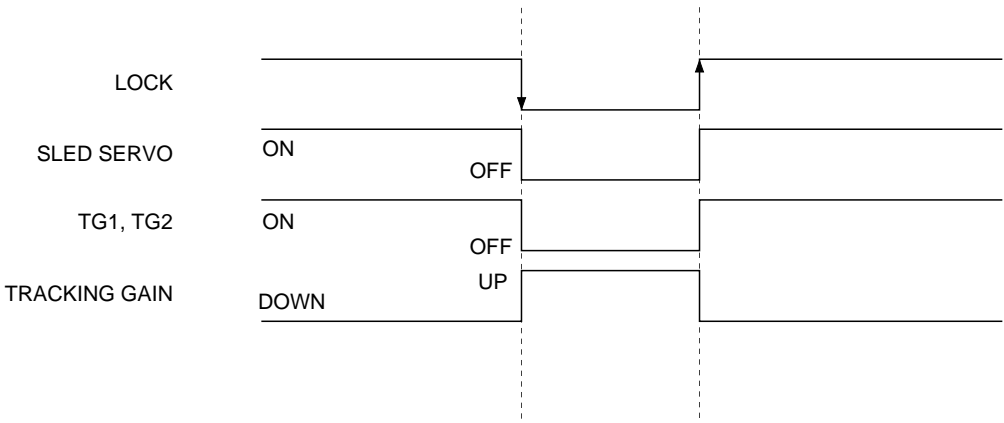 LOCK
SLED SERVO
ON
OFF
TG1, TG2
ON
OFF
TRACKING GAIN
DOWN
UP